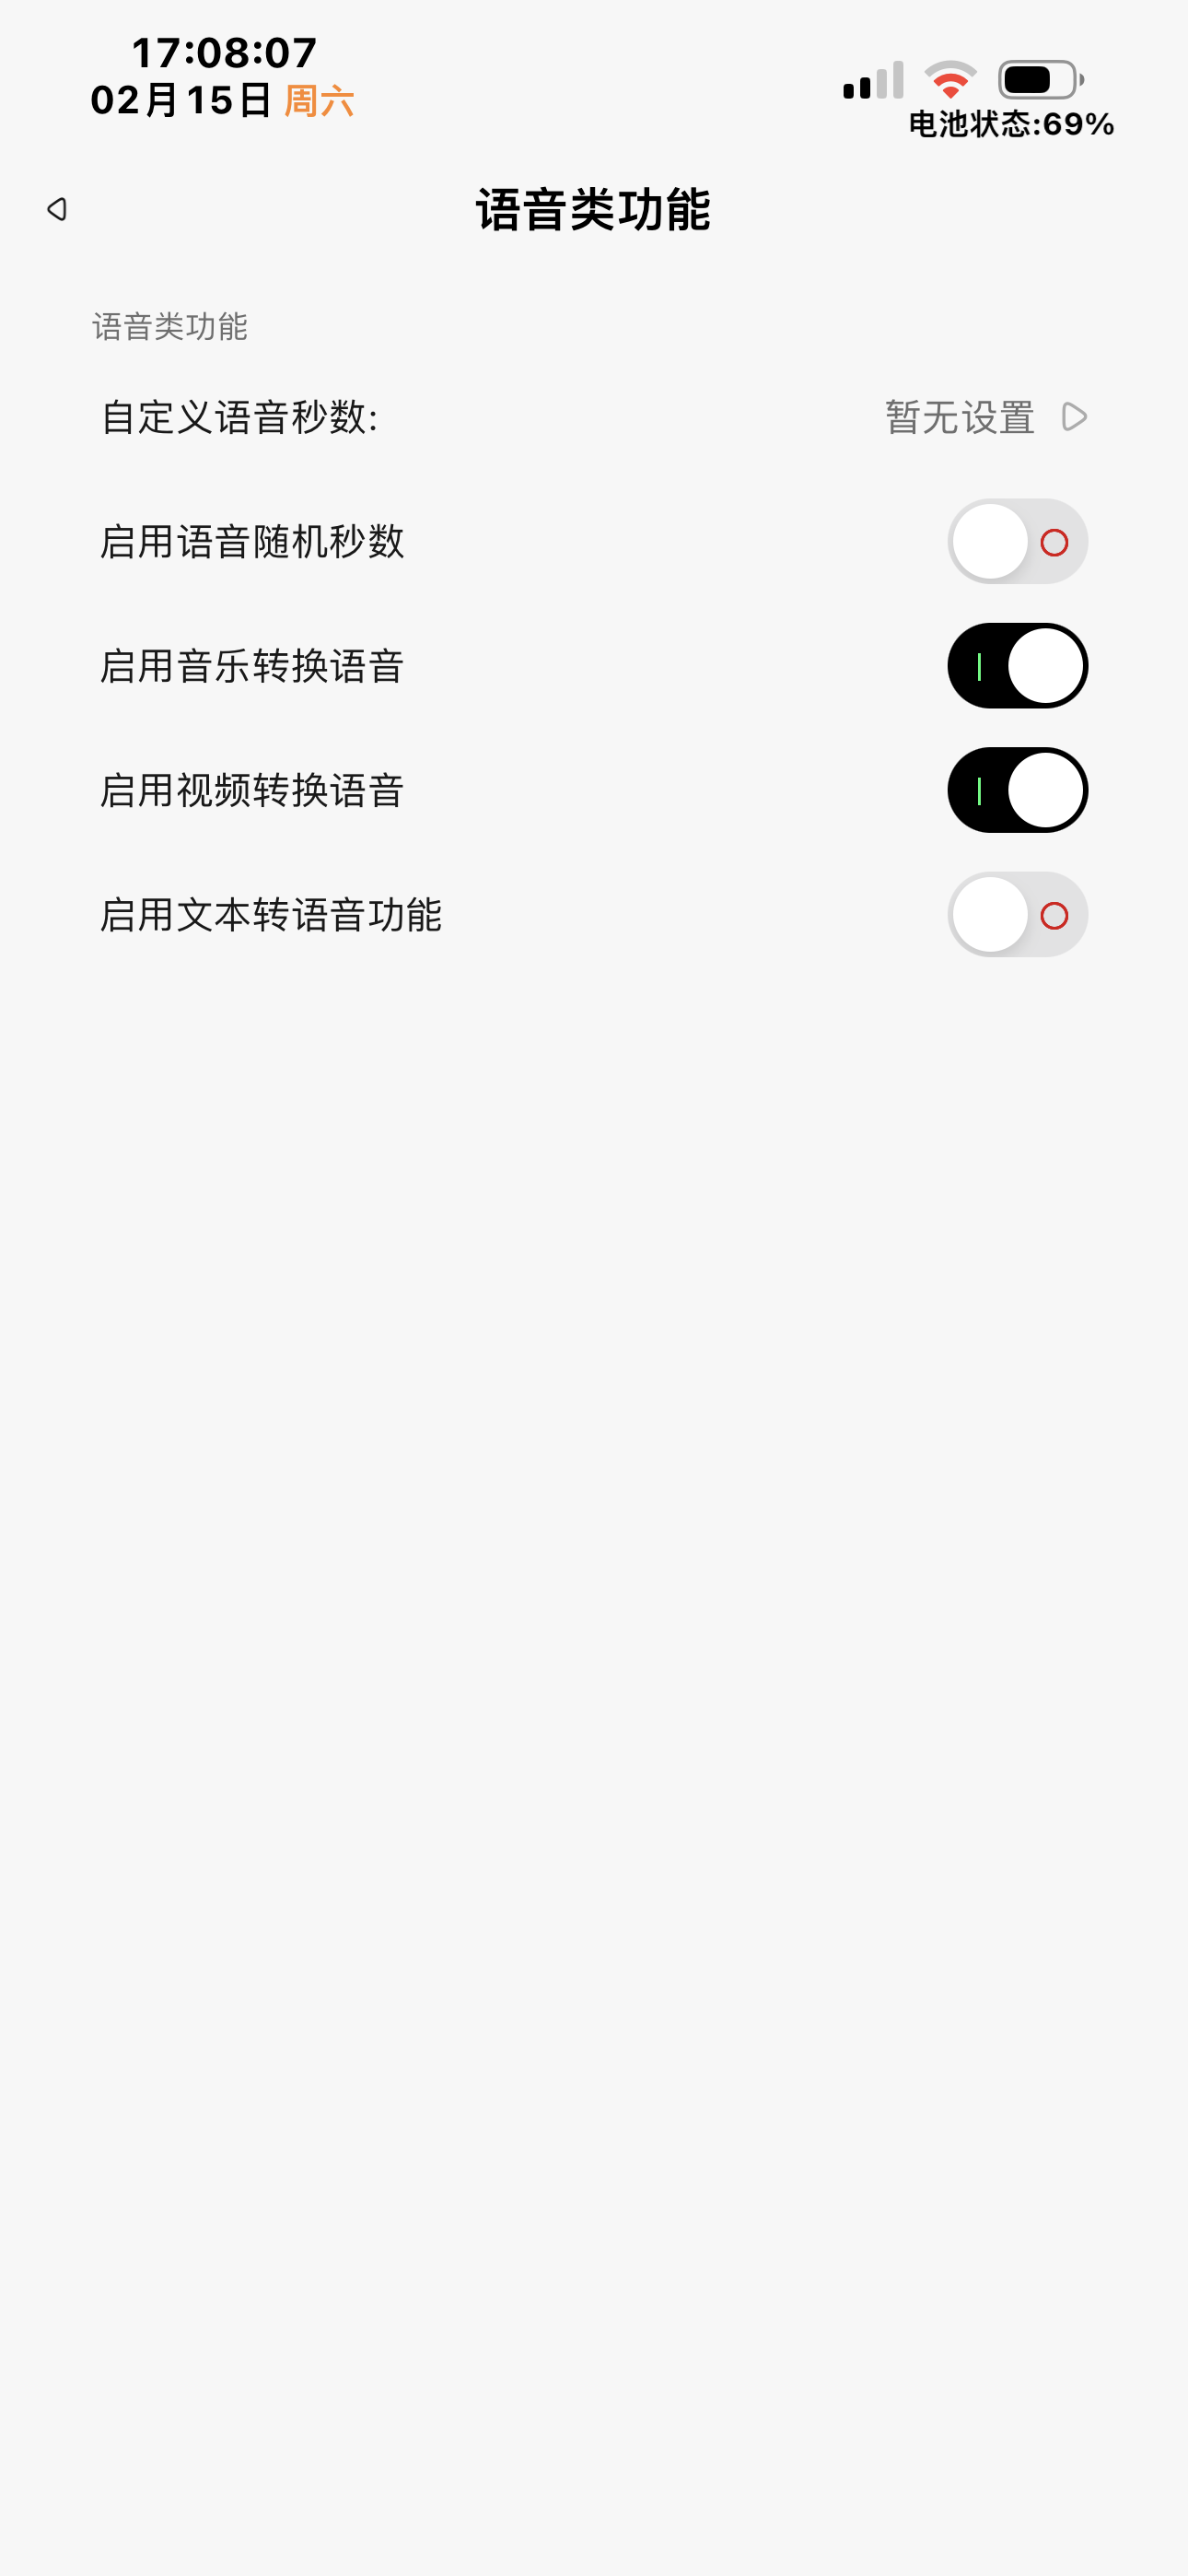 17:08:07
02月15日 周六
电池状态:69%
语音类功能
语音类功能
自定义语音秒数: 暂无设置
启用语音随机秒数
启用音乐转换语音
启用视频转换语音
启用文本转语音功能